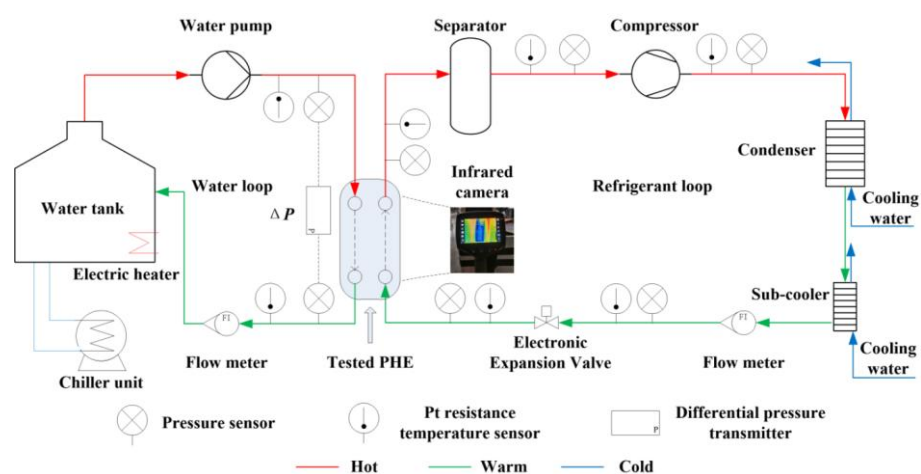 Water pump
Separator
Compressor
Condenser
Infrared
camera
Water loop
Refrigerant loop
Water tank
Δ P
P
Cooling
water
Electric heater
Sub-cooler
FI
FI
Flow meter
Tested PHE
Electronic
Expansion Valve
Flow meter
Cooling
water
Chiller unit
Pressure sensor
Pt resistance
temperature sensor
P
Differential pressure
transmitter
Hot
Warm
Cold